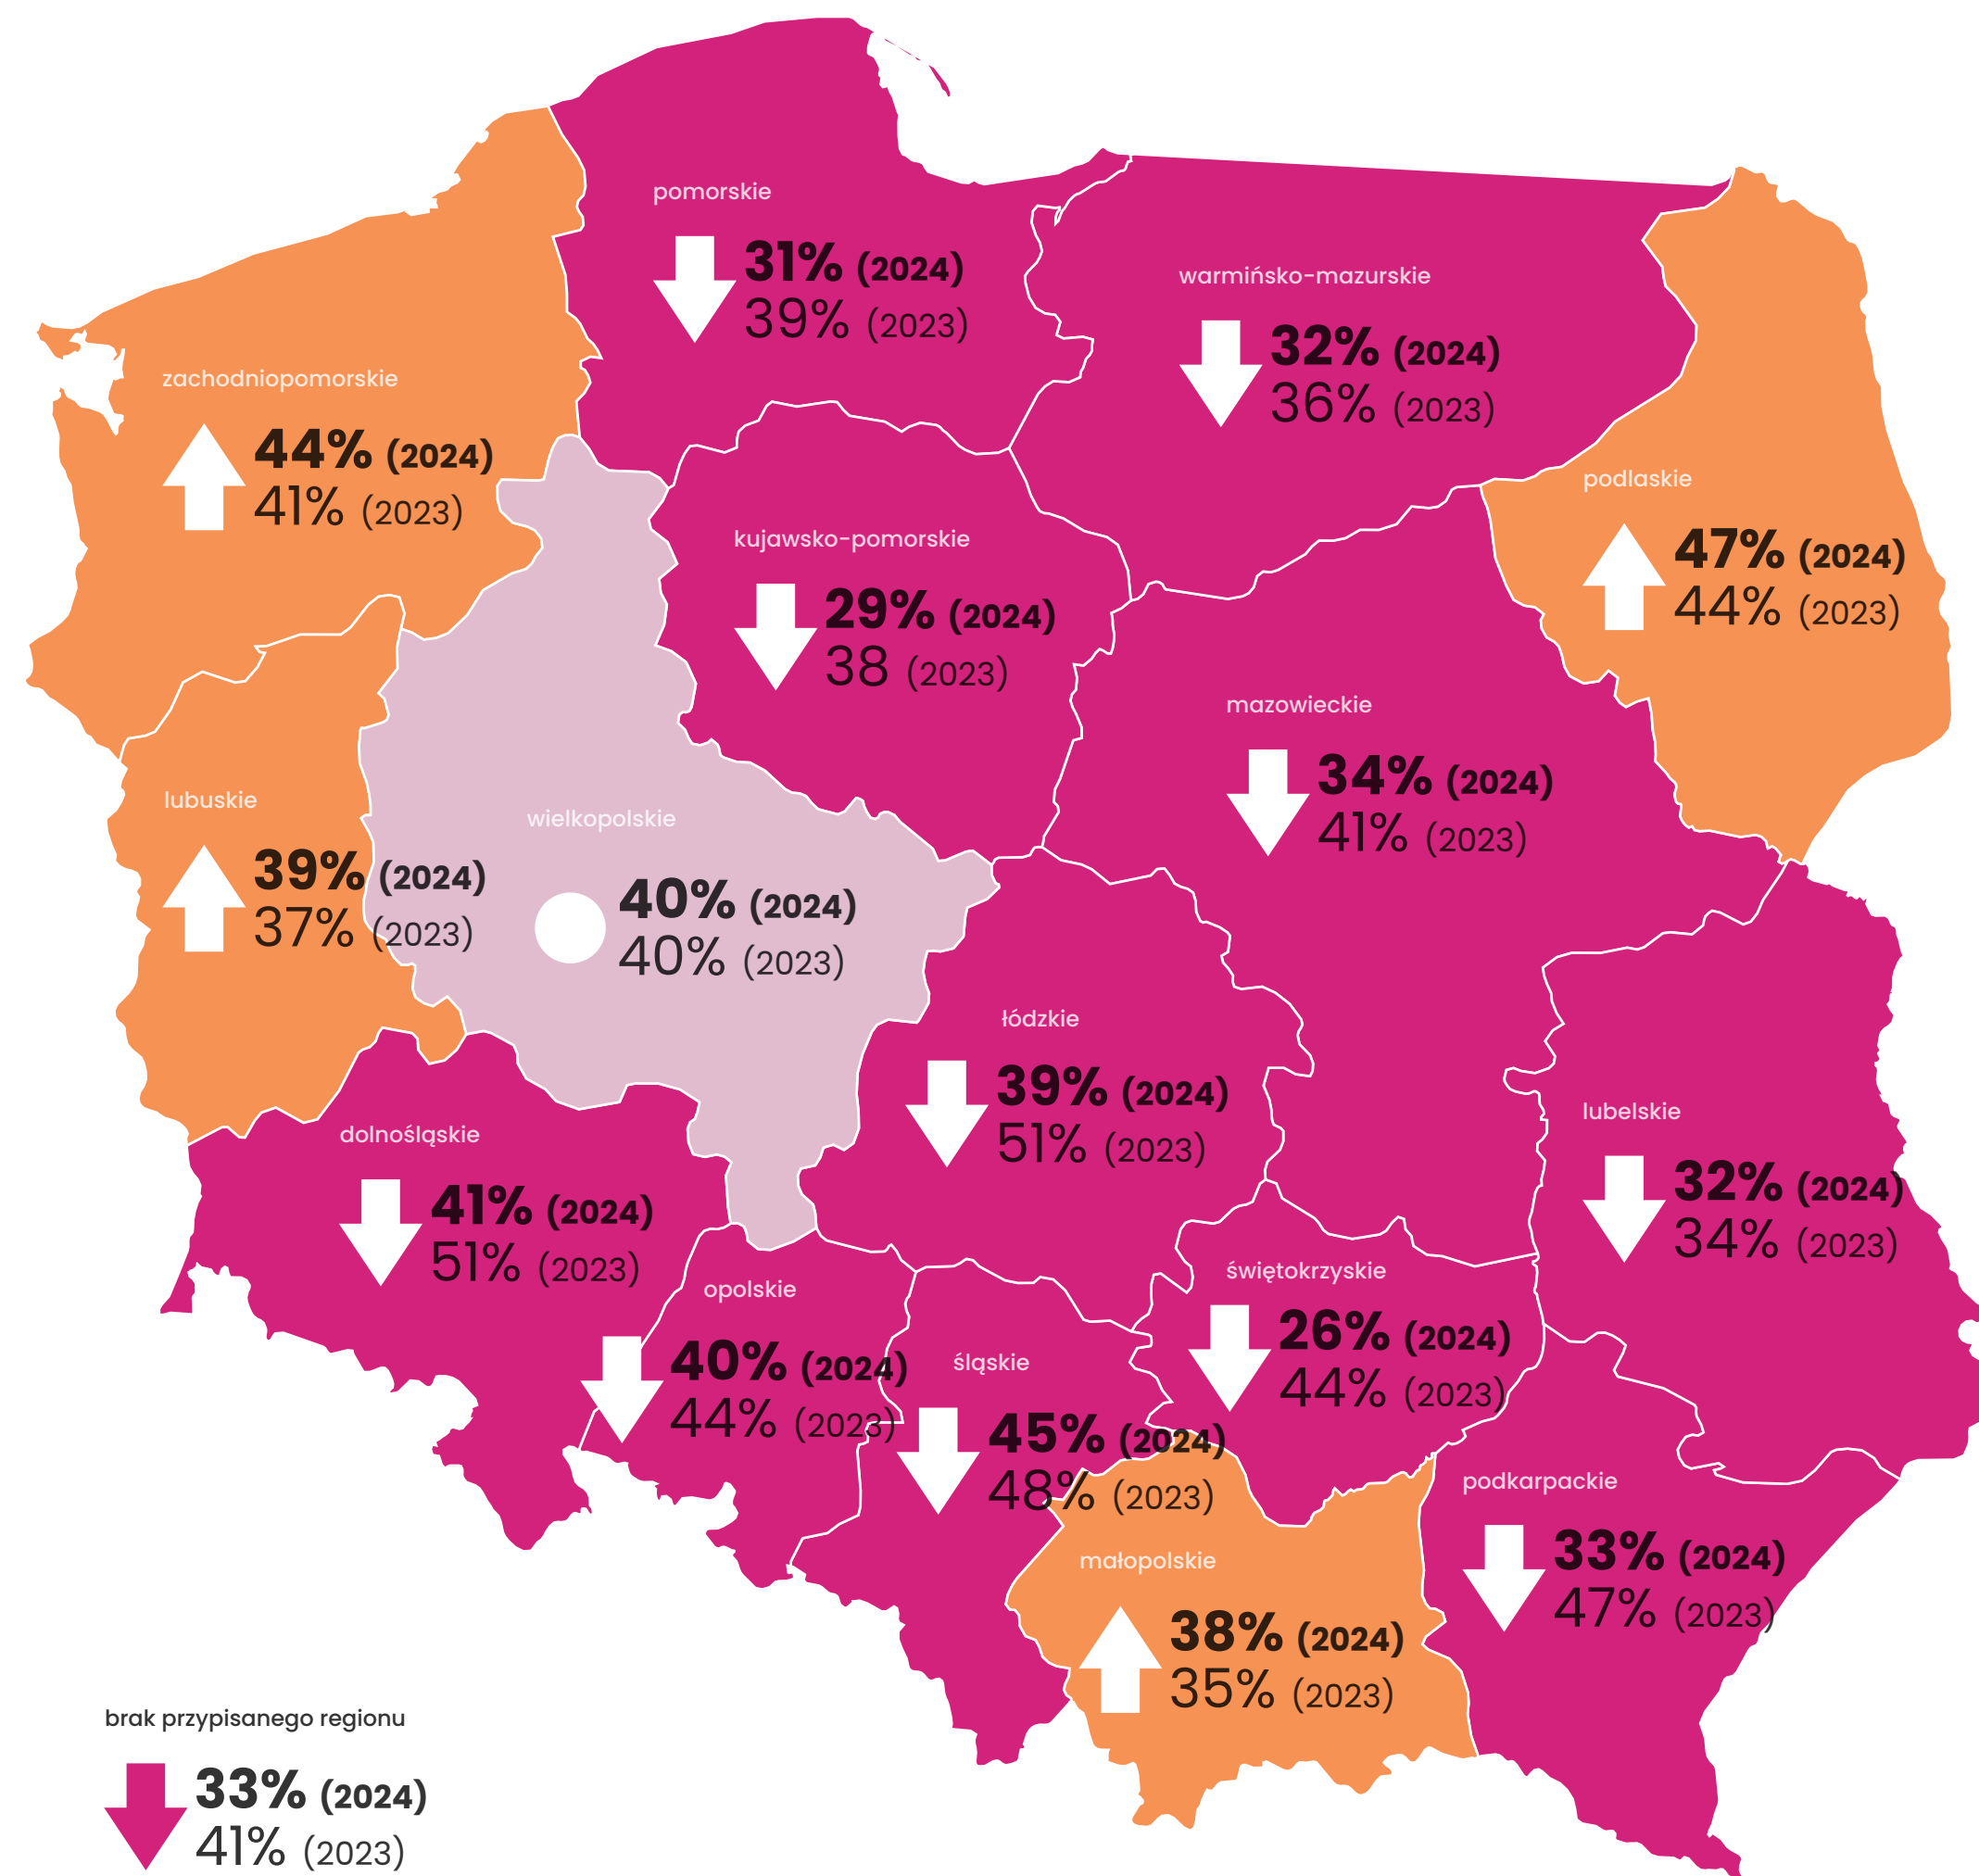 pomorskie
31% (2024)
39% (2023)
warmińsko-mazurskie
32% (2024)
36% (2023)
zachodniopomorskie
44% (2024)
41% (2023)
podlaskie
47% (2024)
44% (2023)
kujawsko-pomorskie
29% (2024)
38 (2023)
mazowieckie
34% (2024)
41% (2023)
lubuskie
39% (2024)
37% (2023)
wielkopolskie
40% (2024)
40% (2023)
łódzkie
39% (2024)
51% (2023)
lubelskie
32% (2024)
34% (2023)
dolnośląskie
41% (2024)
51% (2023)
opolskie
40% (2024)
44% (2023)
śląskie
45% (2024)
48% (2023)
świętokrzyskie
26% (2024)
44% (2023)
podkarpackie
33% (2024)
47% (2023)
małopolskie
38% (2024)
35% (2023)
brak przypisanego regionu
33% (2024)
41% (2023)